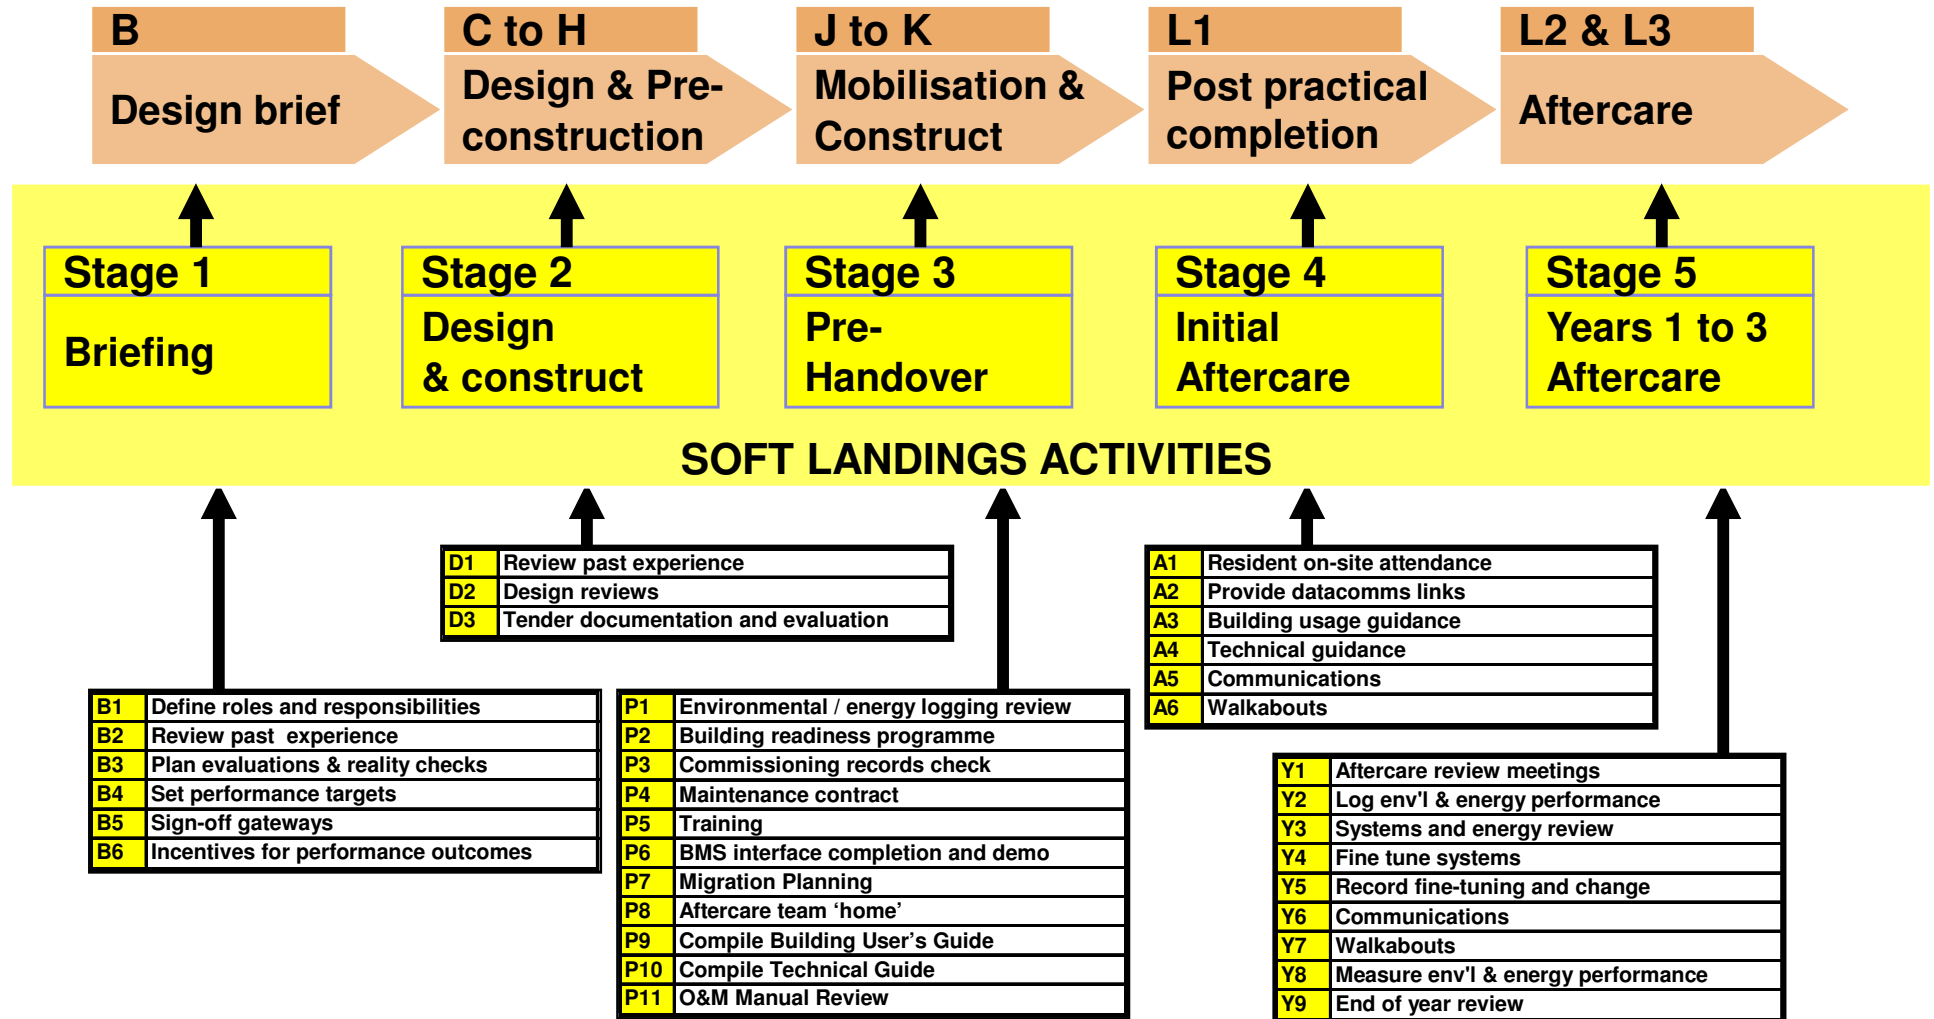 B
Design brief
C to H
Design & Pre-
construction
J to K
Mobilisation &
Construct
L1
Post practical
completion
L2 & L3
Aftercare
Stage 1
Briefing
Stage 2
Design
& construct
Stage 3
Pre-
Handover
Stage 4
Initial
Aftercare
Stage 5
Years 1 to 3
Aftercare
SOFT LANDINGS ACTIVITIES
B1 Define roles and responsibilities
B2 Review past experience
B3 Plan evaluations & reality checks
B4 Set performance targets
B5 Sign-off gateways
B6 Incentives for performance outcomes
D1 Review past experience
D2 Design reviews
D3 Tender documentation and evaluation
P1 Environmental / energy logging review
P2 Building readiness programme
P3 Commissioning records check
P4 Maintenance contract
P5 Training
P6 BMS interface completion and demo
P7 Migration Planning
P8 Aftercare team ‘home’
P9 Compile Building User’s Guide
P10 Compile Technical Guide
P11 O&M Manual Review
A1 Resident on-site attendance
A2 Provide datacomms links
A3 Building usage guidance
A4 Technical guidance
A5 Communications
A6 Walkabouts
Y1 Aftercare review meetings
Y2 Log env'l & energy performance
Y3 Systems and energy review
Y4 Fine tune systems
Y5 Record fine-tuning and change
Y6 Communications
Y7 Walkabouts
Y8 Measure env'l & energy performance
Y9 End of year review